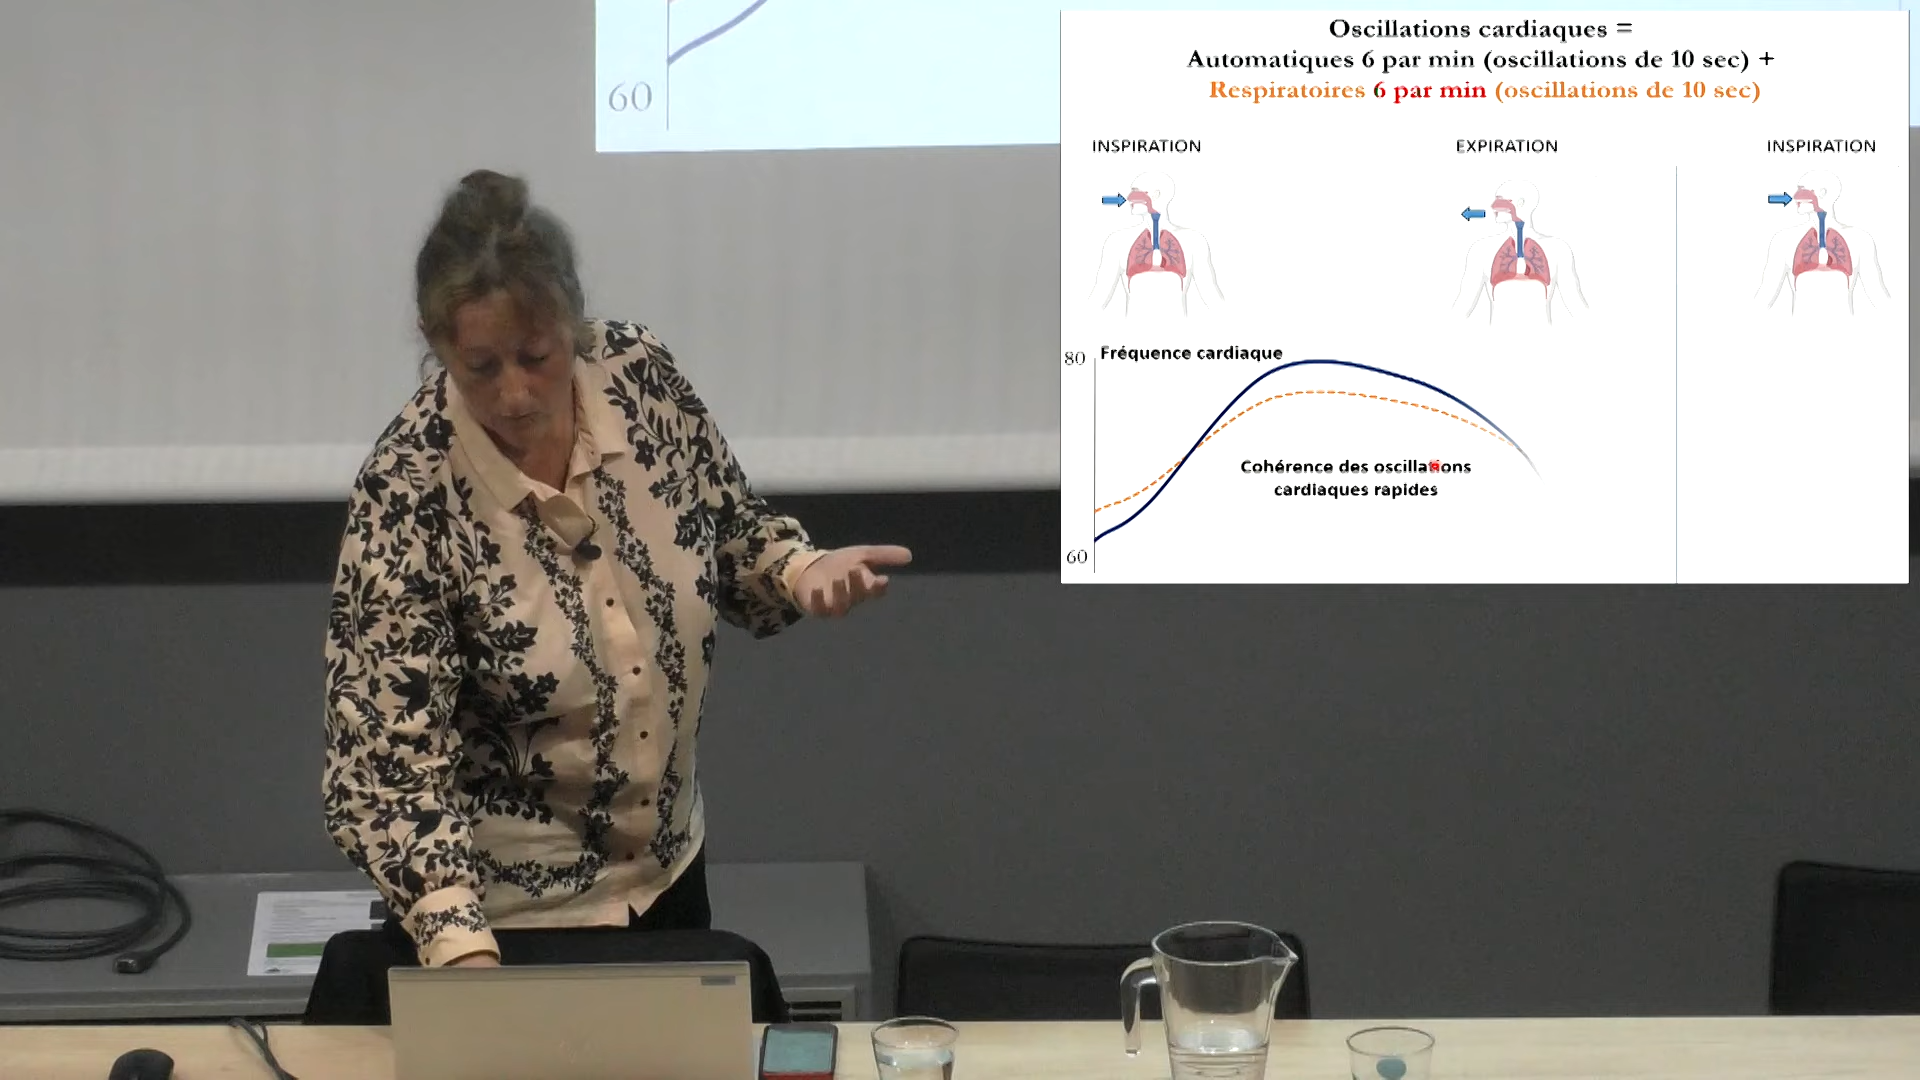 60
Oscillations cardiaques =
Automatiques 6 par min (oscillations de 10 sec) +
Respiratoires 6 par min (oscillations de 10 sec)
INSPIRATION
EXPIRATION
INSPIRATION
80
Fréquence cardiaque
Cohérence des oscillations
cardiaques rapides
60